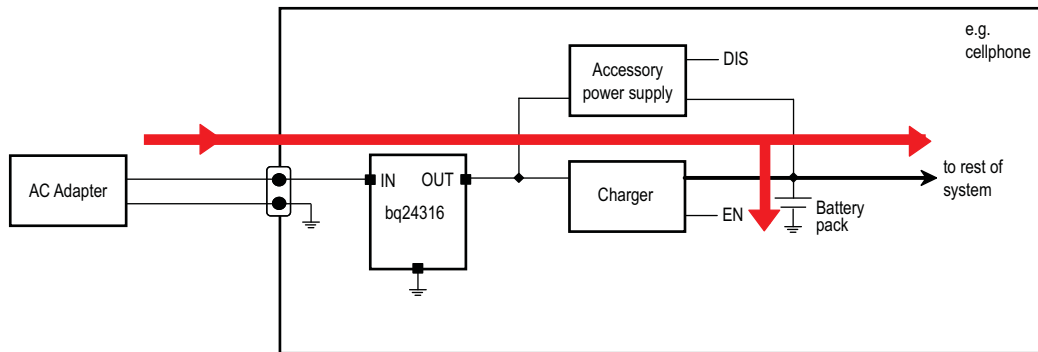 e.g.
cellphone
Accessory
power supply
DIS
AC Adapter
IN
OUT
bq24316
Charger
EN
to rest of
system
Battery
pack